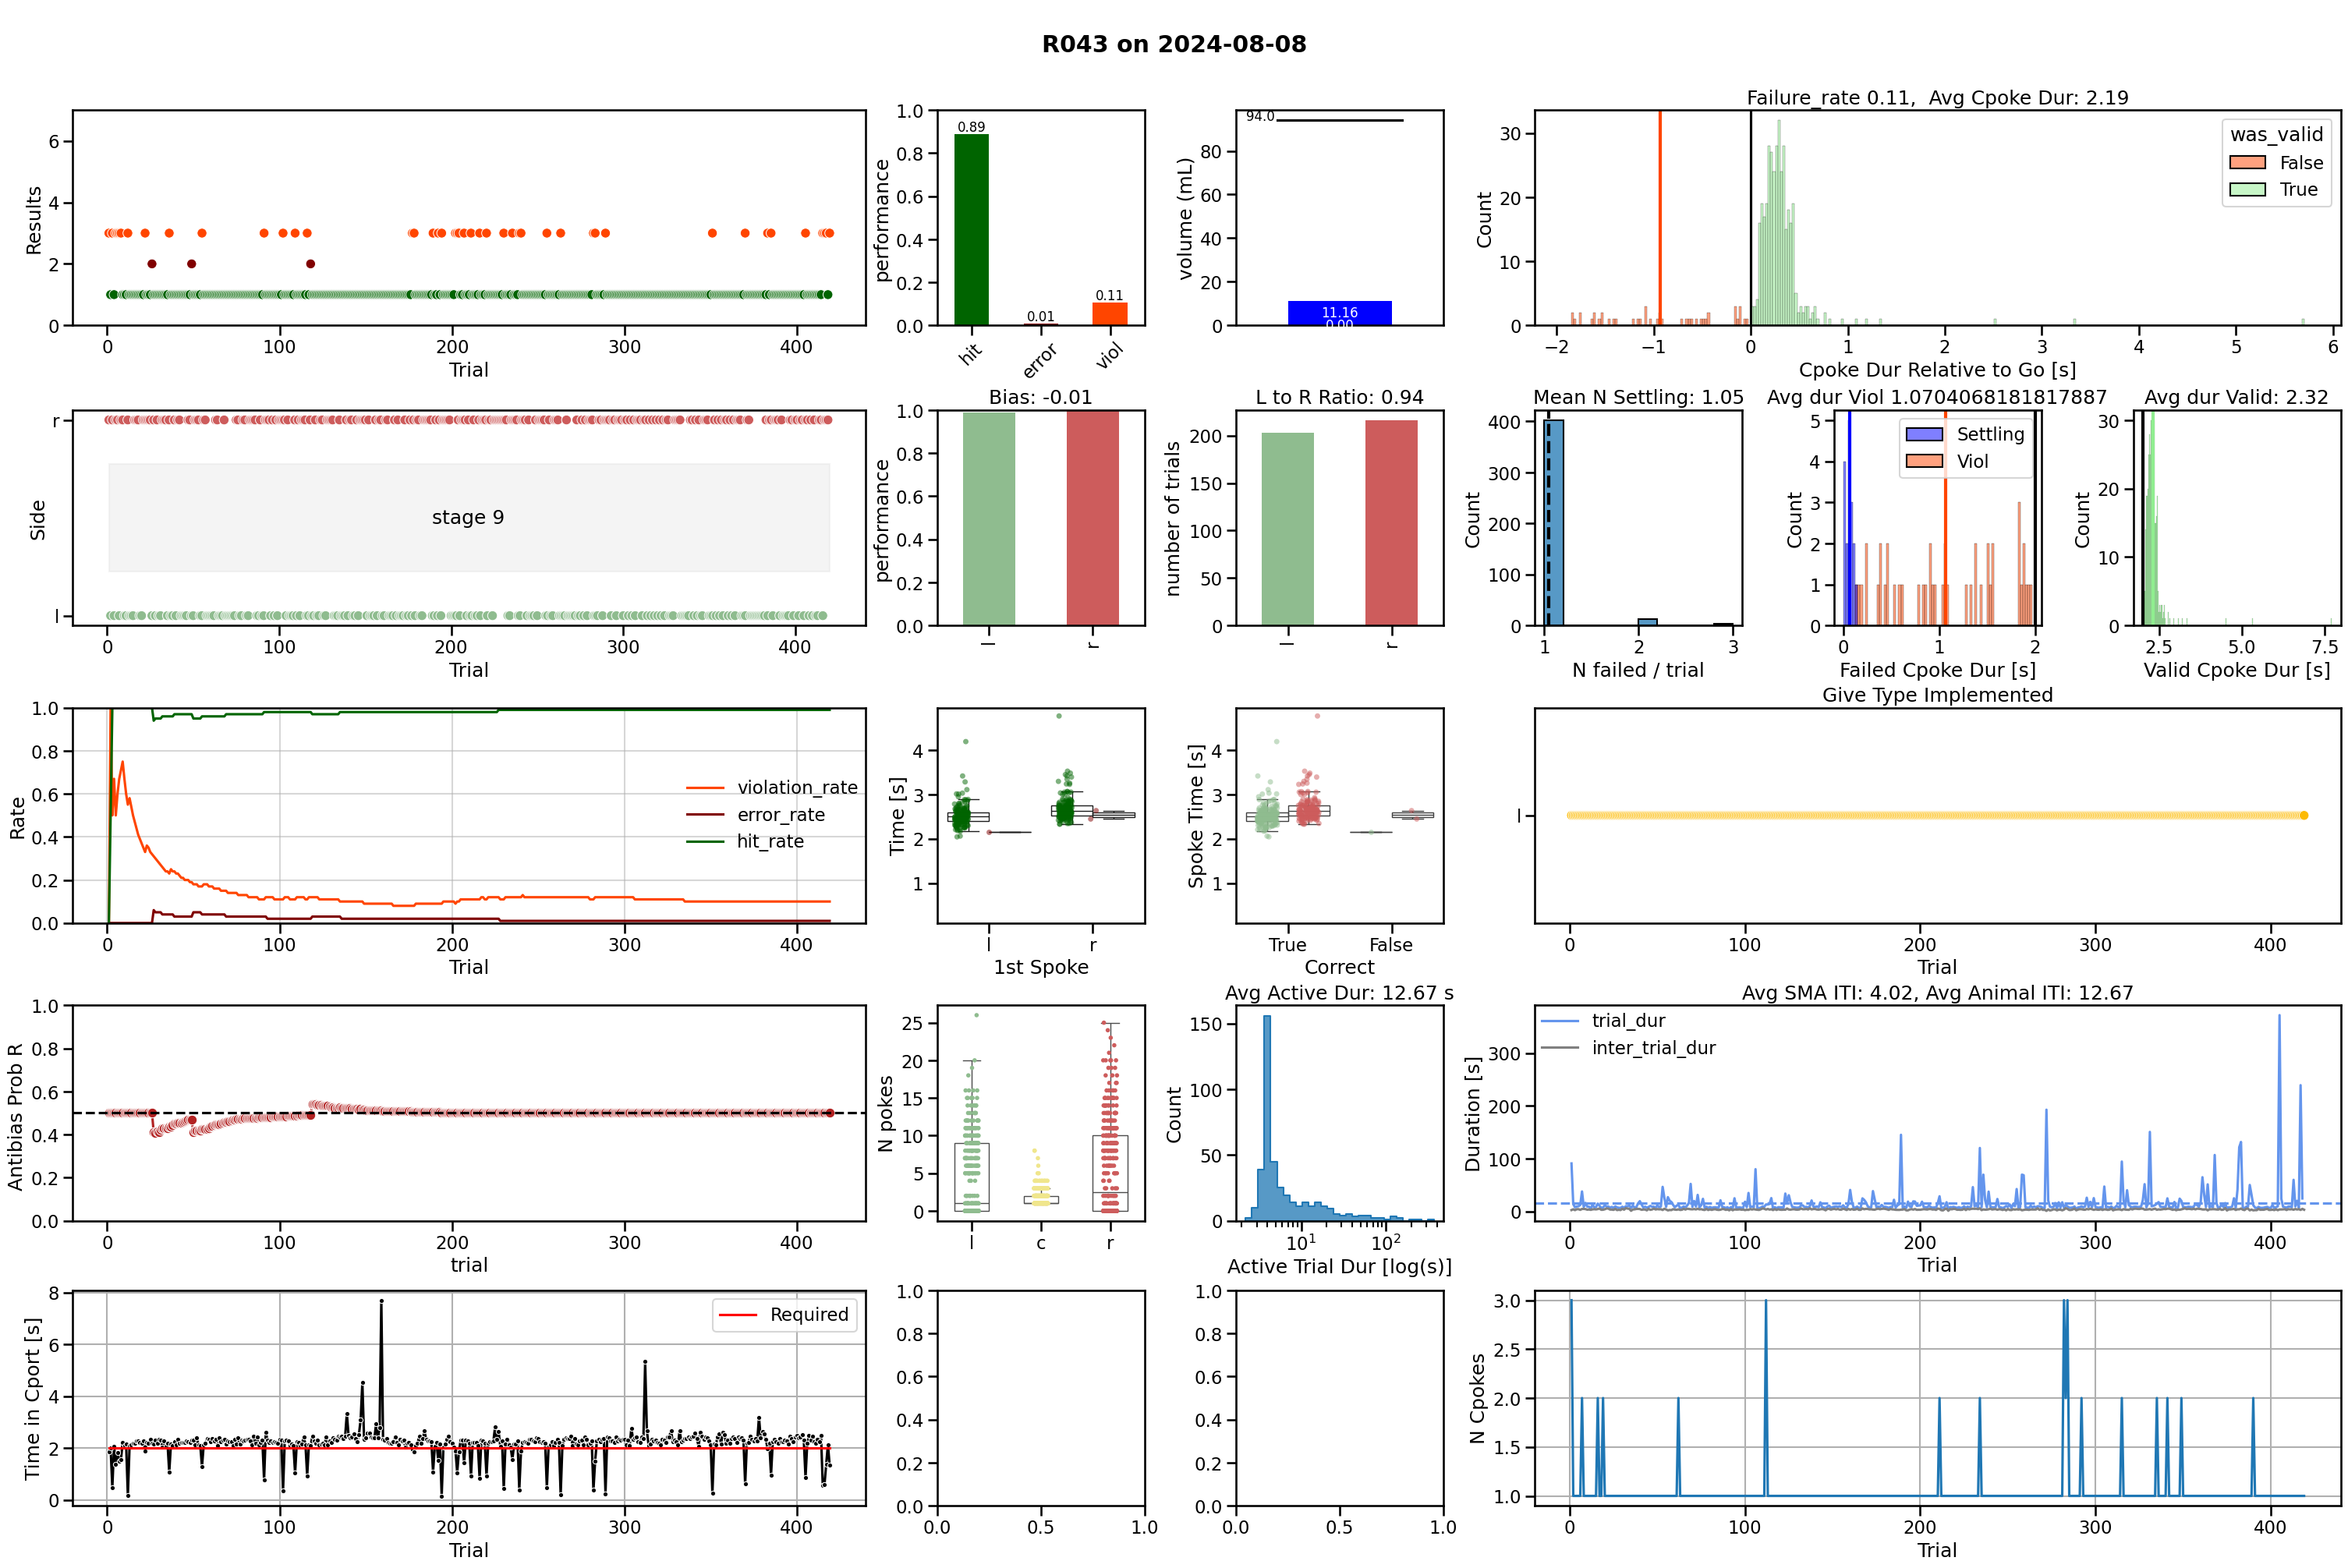 R043 on 2024-08-08
Results
6
4
2
0
0 100 200 300 400
Trial
performance
1.0
0.8
0.6
0.4
0.2
0.0
0.89
0.01
0.11
hit error viol
volume (mL)
80
60
40
20
0
94.0
11.16
0.00
Failure_rate 0.11,  Avg Cpoke Dur: 2.19
Count
30
20
10
0
was_valid
False
True
−2 −1 0 1 2 3 4 5 6
Cpoke Dur Relative to Go [s]
Side
r
l
stage 9
0 100 200 300 400
Trial
Bias: -0.01
performance
1.0
0.8
0.6
0.4
0.2
0.0
l r
L to R Ratio: 0.94
number of trials
200
150
100
50
0
l r
Mean N Settling: 1.05
Count
400
300
200
100
0
1 2 3
N failed / trial
Avg dur Viol 1.0704068181817887
Count
5
4
3
2
1
0
Settling
Viol
0 1 2
Failed Cpoke Dur [s]
Avg dur Valid: 2.32
Count
30
20
10
0
2.5 5.0 7.5
Valid Cpoke Dur [s]
Rate
1.0
0.8
0.6
0.4
0.2
0.0
violation_rate
error_rate
hit_rate
0 100 200 300 400
Trial
Time [s]
4
3
2
1
l r
1st Spoke
Spoke Time [s]
4
3
2
1
True False
Correct
Give Type Implemented
l
0 100 200 300 400
Trial
Antibias Prob R
1.0
0.8
0.6
0.4
0.2
0.0
0 100 200 300 400
trial
N pokes
25
20
15
10
5
0
l c r
Avg Active Dur: 12.67 s
Count
150
100
50
0
10¹ 10²
Active Trial Dur [log(s)]
Avg SMA ITI: 4.02, Avg Animal ITI: 12.67
Duration [s]
300
200
100
0
trial_dur
inter_trial_dur
0 100 200 300 400
Trial
Time in Cport [s]
8
6
4
2
0
Required
0 100 200 300 400
Trial
1.0
0.8
0.6
0.4
0.2
0.0
0.0 0.5 1.0
1.0
0.8
0.6
0.4
0.2
0.0
0.0 0.5 1.0
N Cpokes
3.0
2.5
2.0
1.5
1.0
0 100 200 300 400
Trial